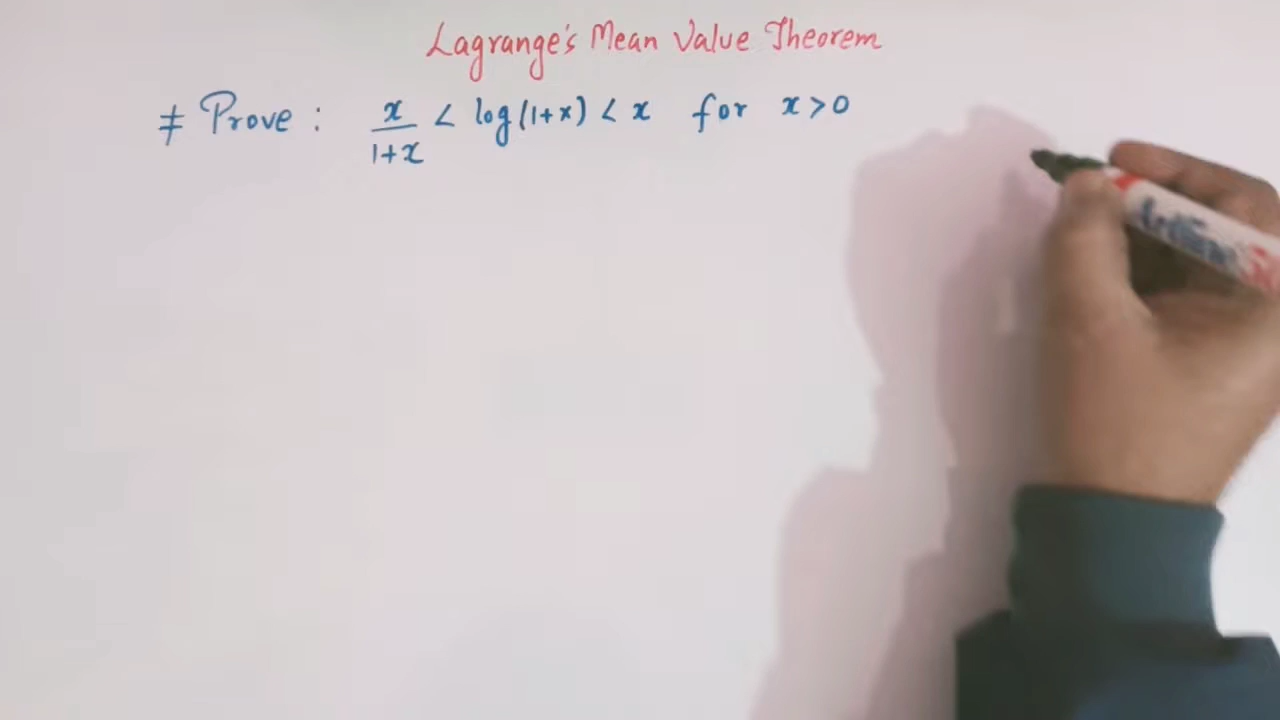 Lagrange's Mean Value Theorem
≠ Prove : x/1+x < log(1+x) < x for x>0